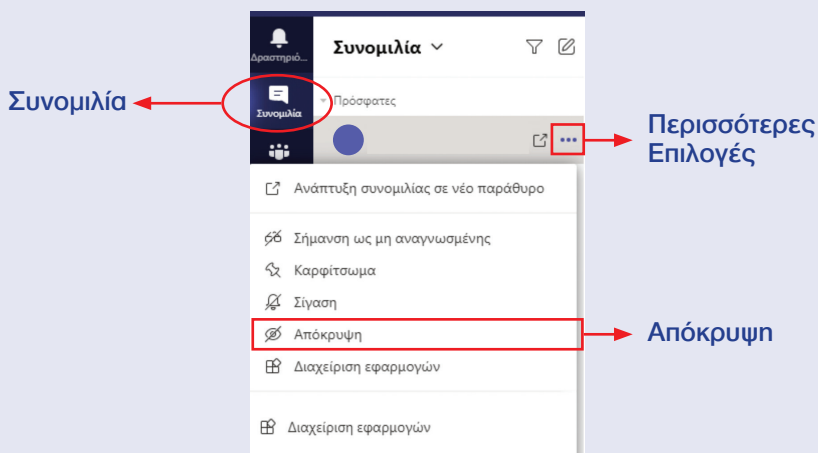 Δραστηριό...
Συνομιλία
Συνομιλία
Συνομιλία
Πρόσφατες
Περισσότερες
Επιλογές
Ανάπτυξη συνομιλίας σε νέο παράθυρο
Σήμανση ως μη αναγνωσμένης
Καρφίτσωμα
Σίγαση
Απόκρυψη
Απόκρυψη
Διαχείριση εφαρμογών
Διαχείριση εφαρμογών